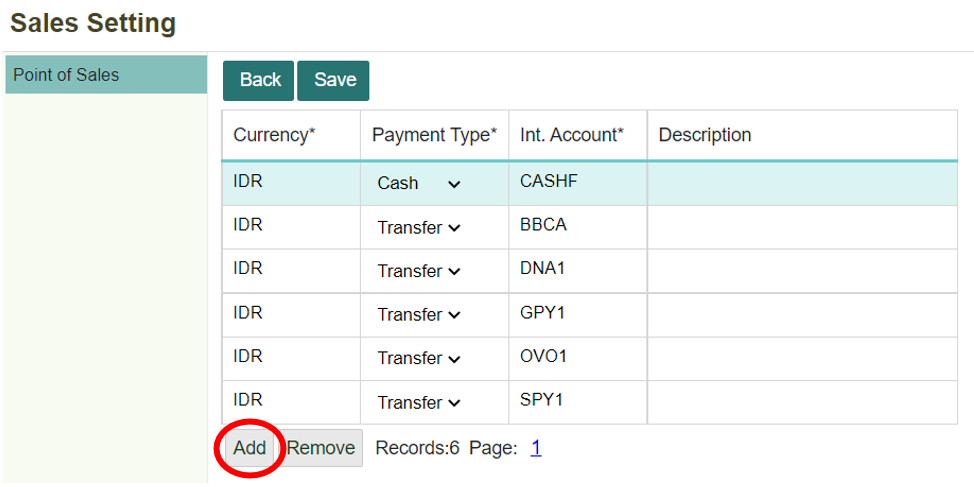 Sales Setting
Point of Sales
Back Save
Currency* Payment Type* Int. Account* Description
IDR Cash CASHF
IDR Transfer BBCA
IDR Transfer DNA1
IDR Transfer GPY1
IDR Transfer OVO1
IDR Transfer SPY1
Add Remove Records:6 Page: 1